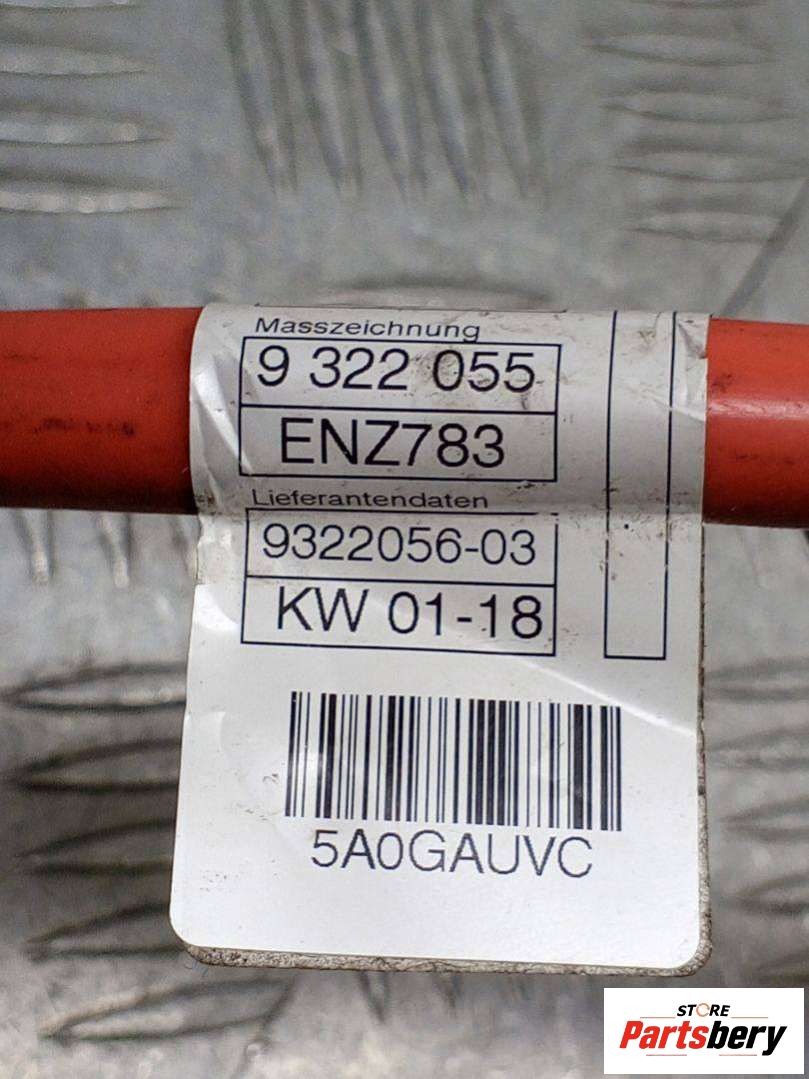 Masszeichnung
9 322 055
ENZ783
Lieferantendaten
9322056-03
KW 01-18
5A0GAUVC
STORE
Partsbery